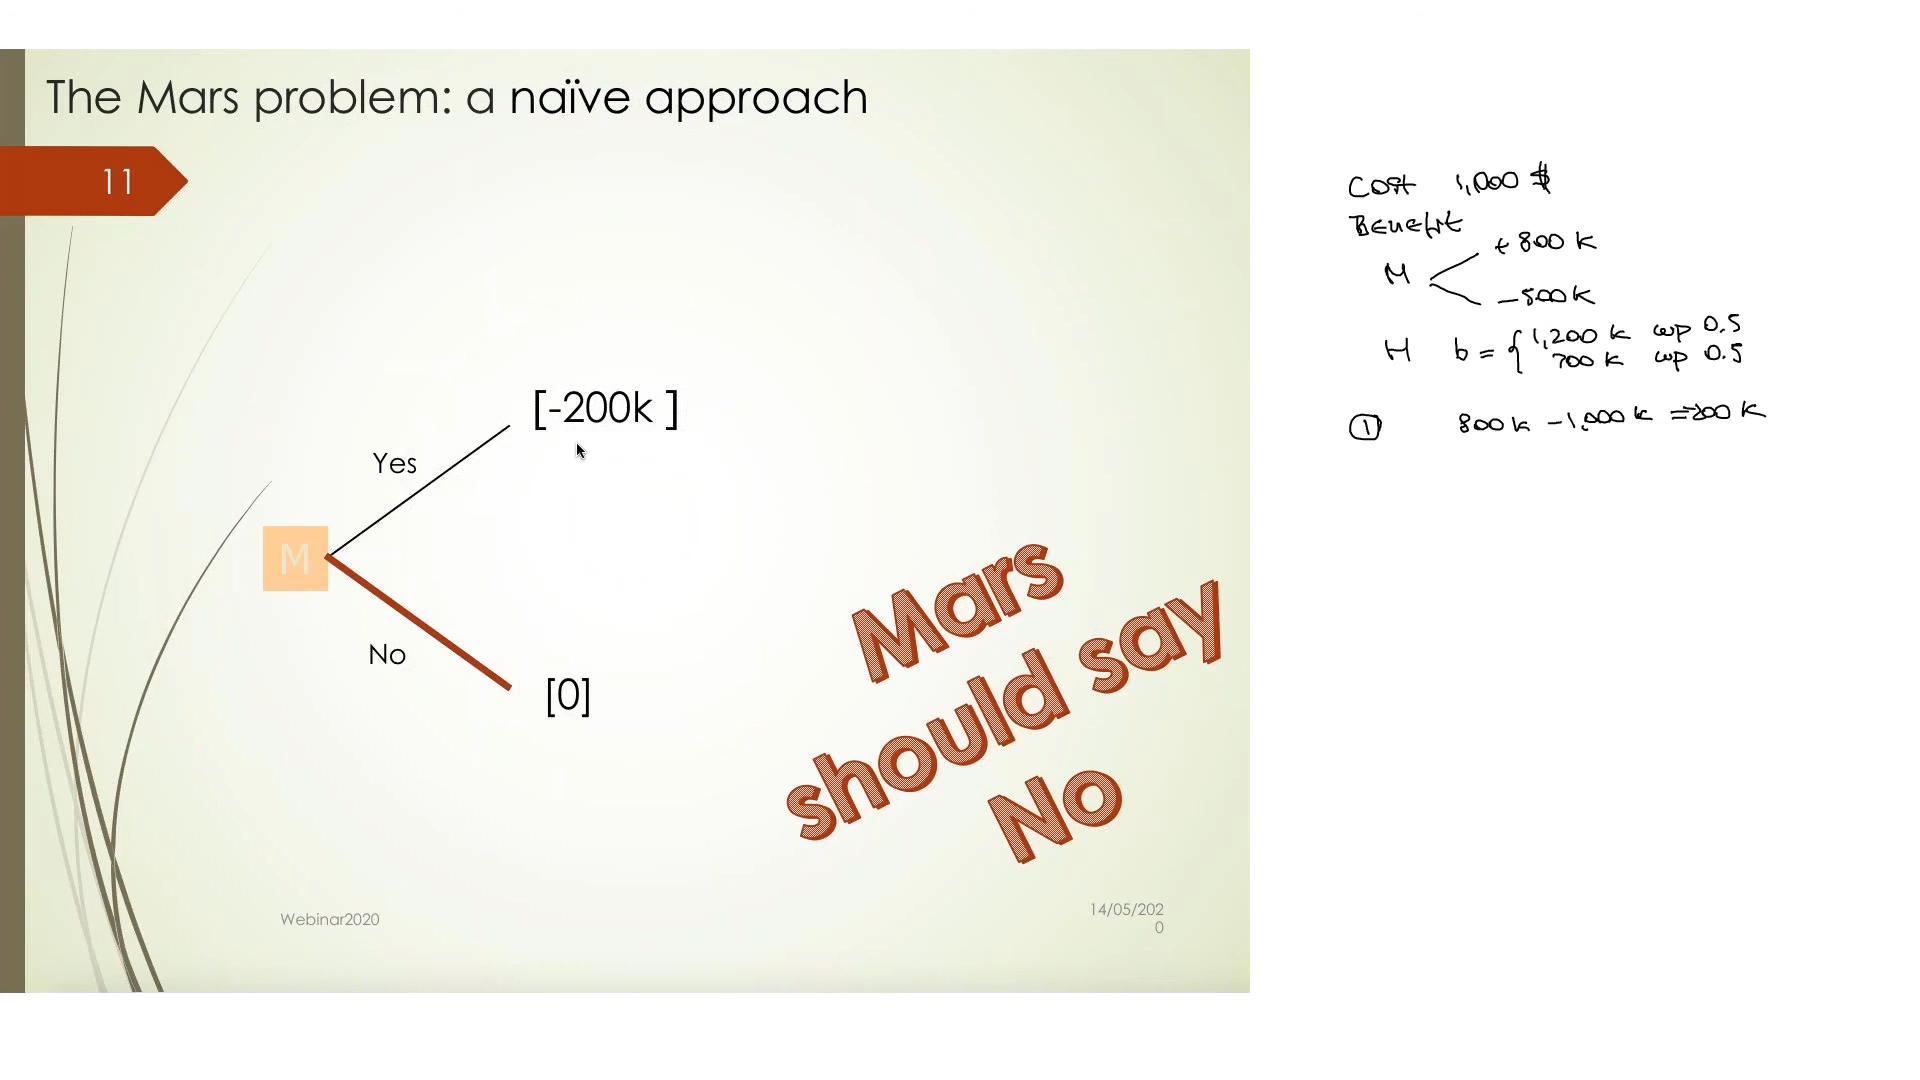 The Mars problem: a naïve approach
11
[-200k ]
Yes
M
No
[0]
Mars
should say
No
Webinar2020
14/05/202
0
Cost 1,000 $
Benefit
M
+ 800 k
- 800 k
H b = { 1,200 k wp 0.5
700 k wp 0.5
① 800 k - 1,000 k = -200 k